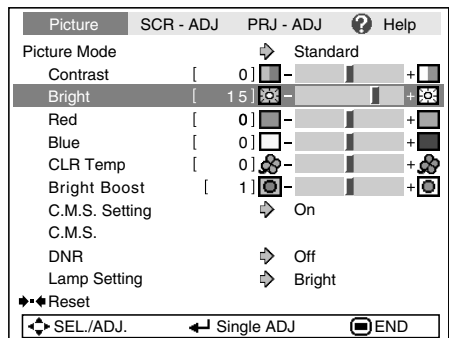 Picture SCR - ADJ PRJ - ADJ ? Help
Picture Mode Standard
Contrast [ 0] - +
Bright [ 15] - +
Red [ 0] - +
Blue [ 0] - +
CLR Temp [ 0] - +
Bright Boost [ 1] - +
C.M.S. Setting On
C.M.S.
DNR Off
Lamp Setting Bright
Reset
SEL./ADJ. Single ADJ END